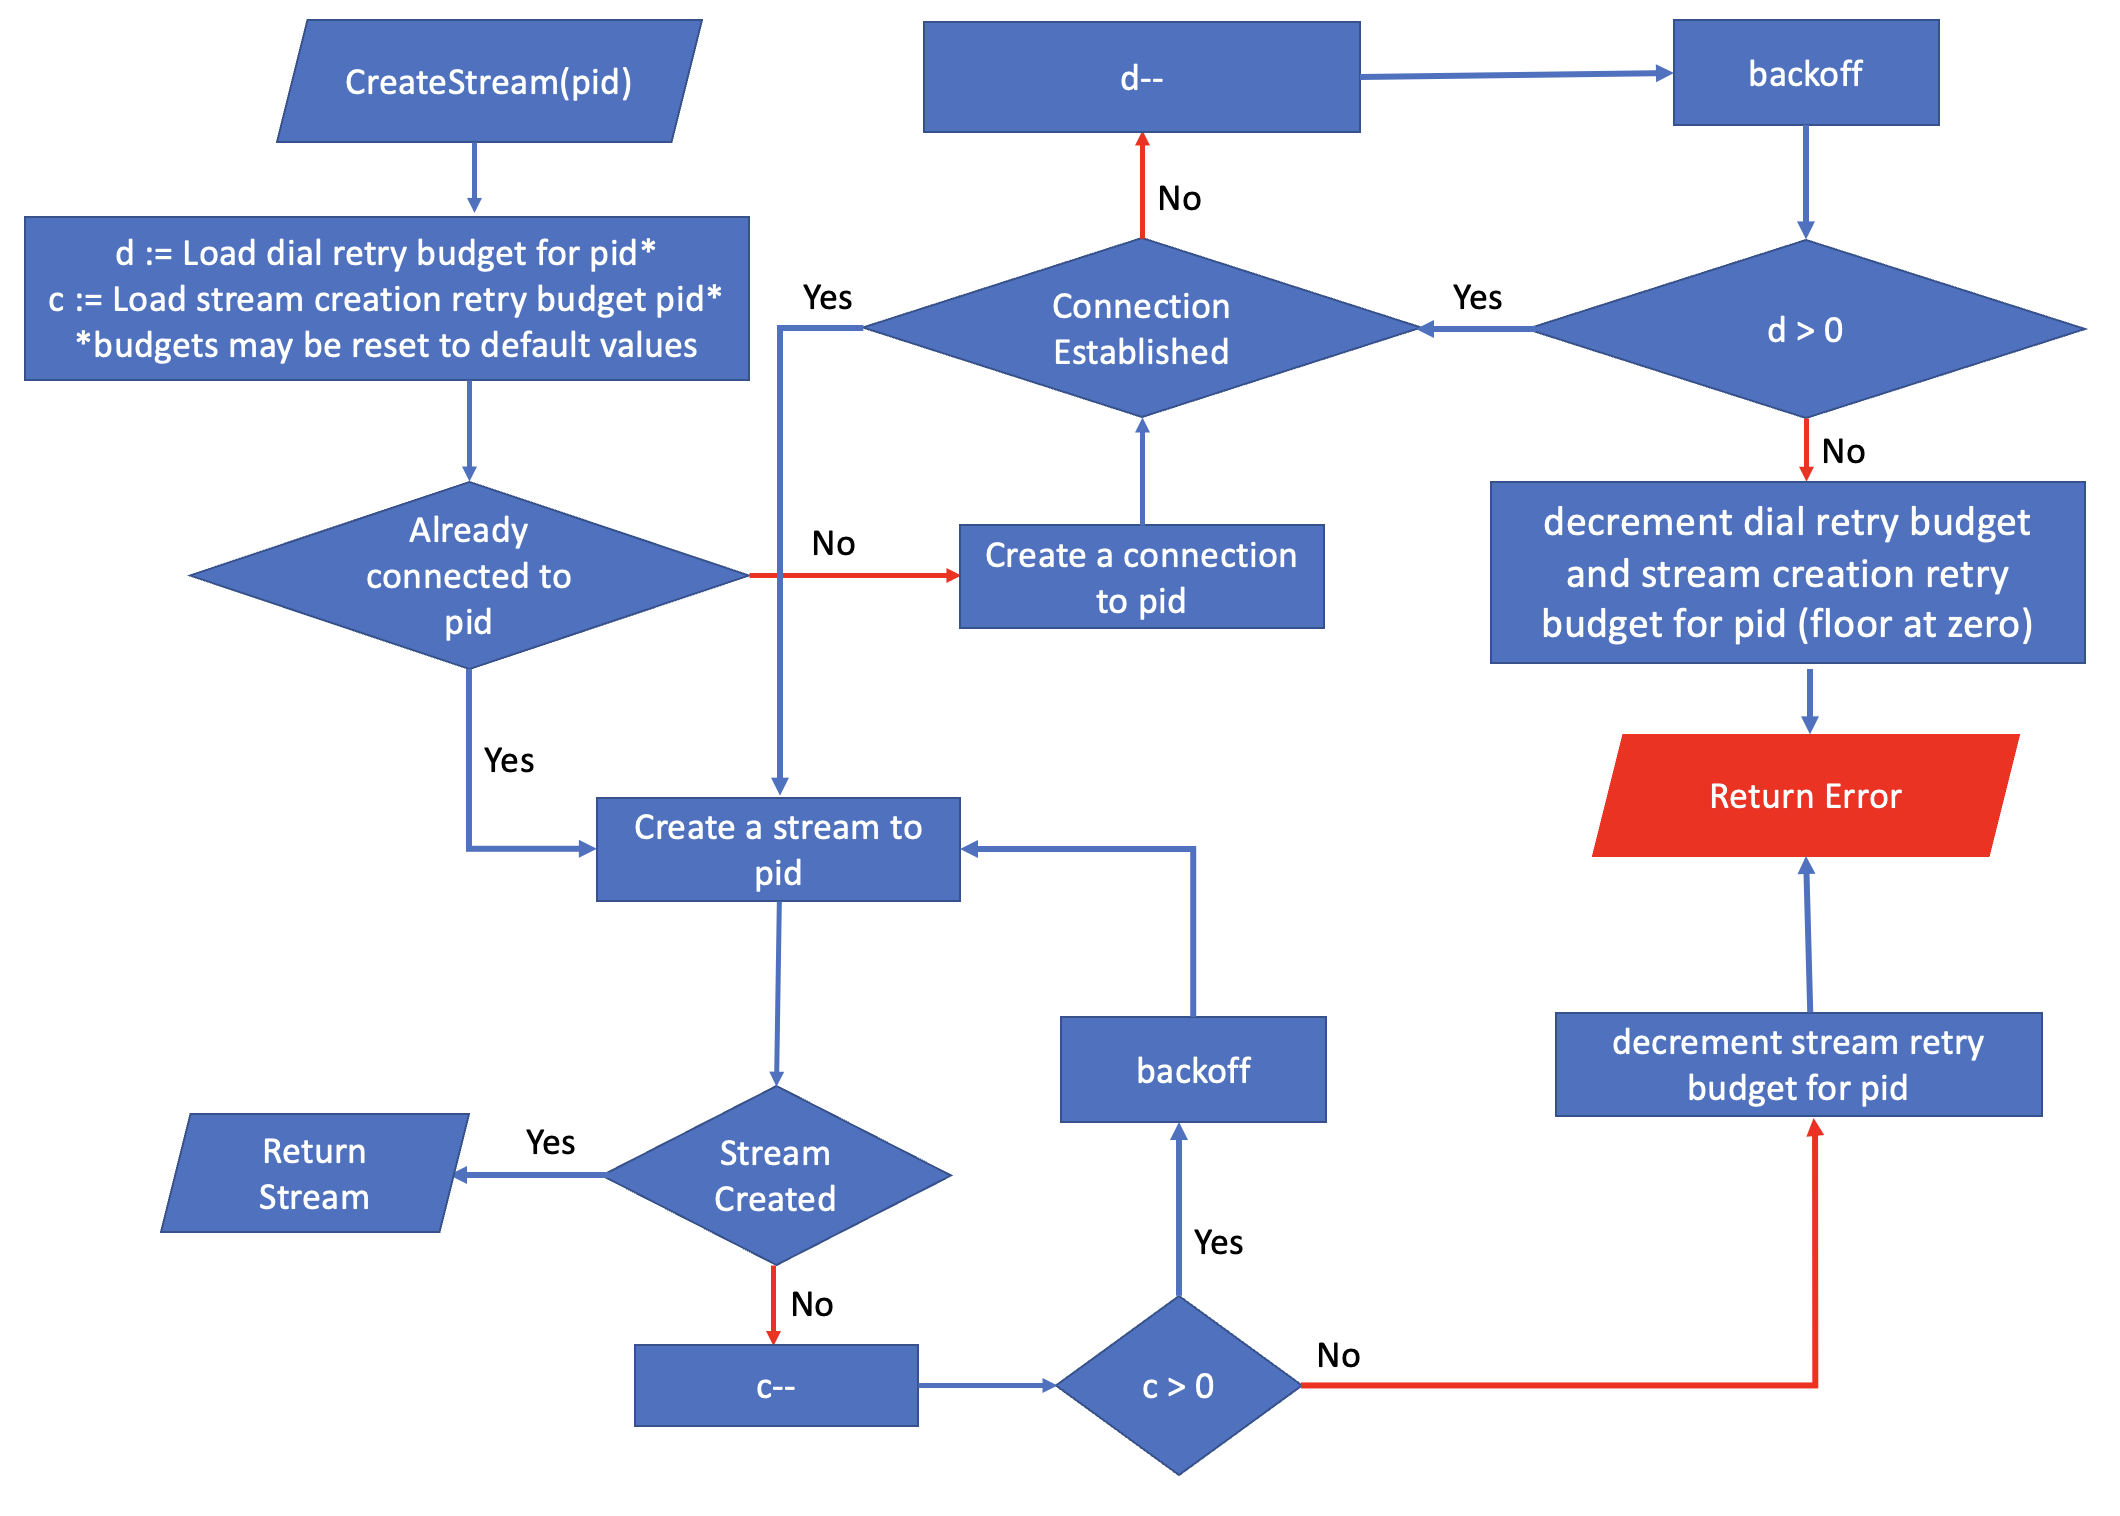 CreateStream(pid)
d := Load dial retry budget for pid*
c := Load stream creation retry budget pid*
*budgets may be reset to default values
Already
connected to
pid
No
Create a connection
to pid
Connection
Established
No
d--
backoff
d > 0
Yes
Yes
No
decrement dial retry budget
and stream creation retry
budget for pid (floor at zero)
Return Error
Yes
Create a stream to
pid
Stream
Created
Yes
Return
Stream
No
c--
c > 0
Yes
backoff
No
decrement stream retry
budget for pid